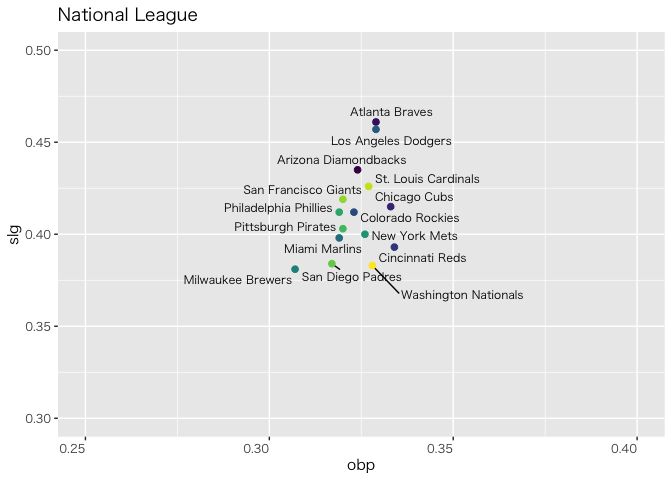 National League
0.50
Atlanta Braves
0.45
Los Angeles Dodgers
Arizona Diamondbacks
St. Louis Cardinals
San Francisco Giants
Chicago Cubs
Philadelphia Phillies
Colorado Rockies
slg
0.40
Pittsburgh Pirates
New York Mets
Miami Marlins
Cincinnati Reds
Milwaukee Brewers
San Diego Padres
Washington Nationals
0.35
0.30
0.25
0.30
0.35
0.40
obp